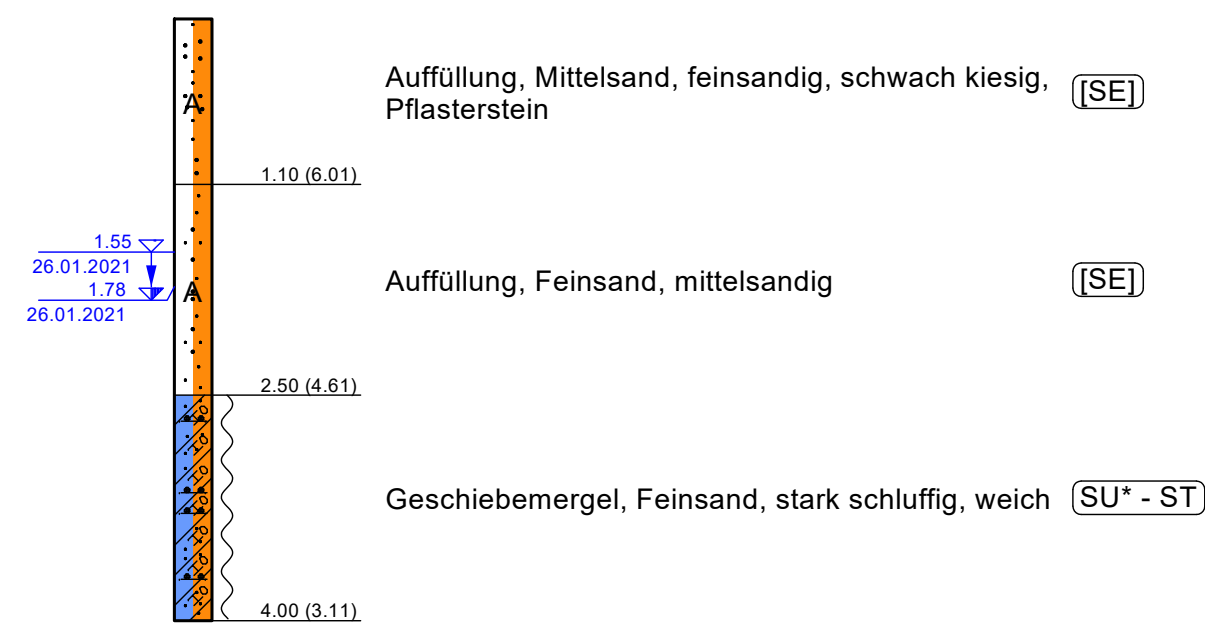 A
Auffüllung, Mittelsand, feinsandig, schwach kiesig,
Pflasterstein
[SE]
1.10 (6.01)
1.55
26.01.2021
1.78
26.01.2021
A
Auffüllung, Feinsand, mittelsandig
[SE]
2.50 (4.61)
Geschiebemergel, Feinsand, stark schluffig, weich
SU* - ST
4.00 (3.11)